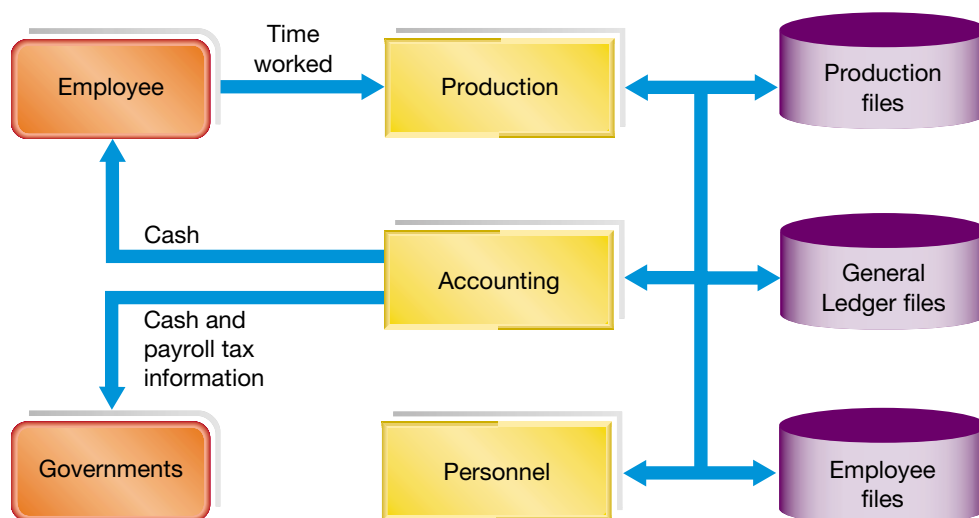 Time
worked
Employee
Production
Production
files
Cash
Accounting
General
Ledger files
Cash and
payroll tax
information
Governments
Personnel
Employee
files